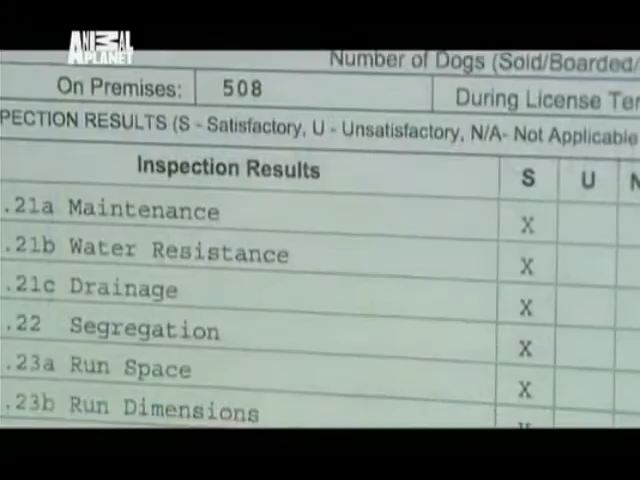 ANIMAL
PLANET
Number of Dogs (Sold/Boarded/
On Premises: 508
During License Ter
PECTION RESULTS (S - Satisfactory, U - Unsatisfactory, N/A- Not Applicable
Inspection Results S U N
.21a Maintenance X
.21b Water Resistance X
.21c Drainage X
.22 Segregation X
.23a Run Space X
.23b Run Dimensions